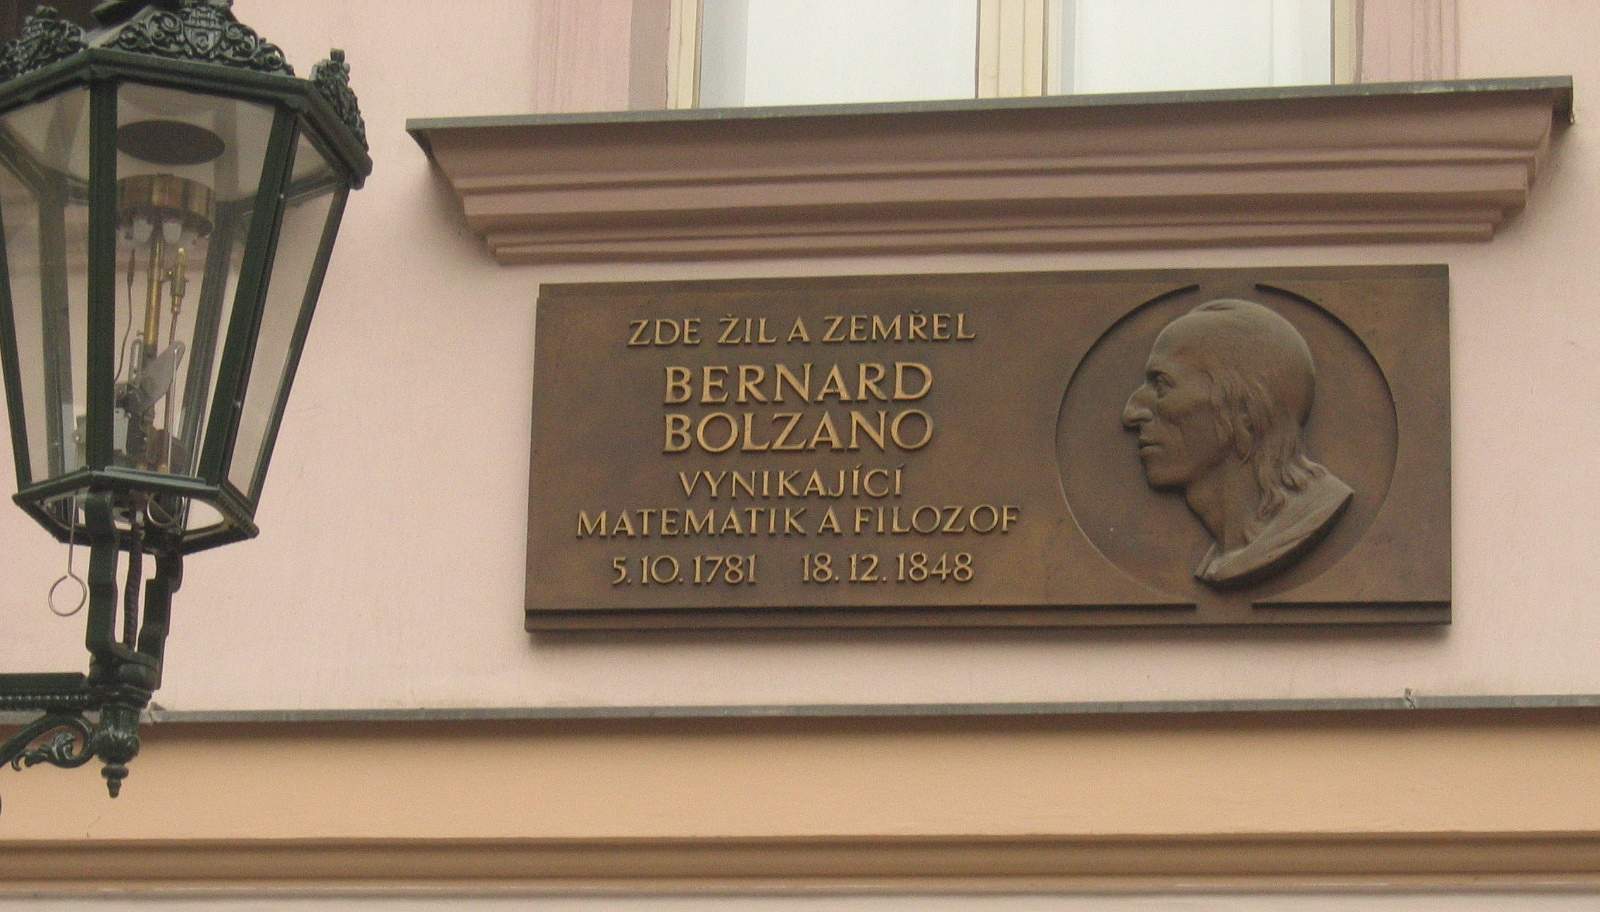 ZDE ŽIL A ZEMŘEL
BERNARD
BOLZANO
VYNIKAJÍCÍ
MATEMATIK A FILOZOF
5. 10. 1781 18. 12. 1848